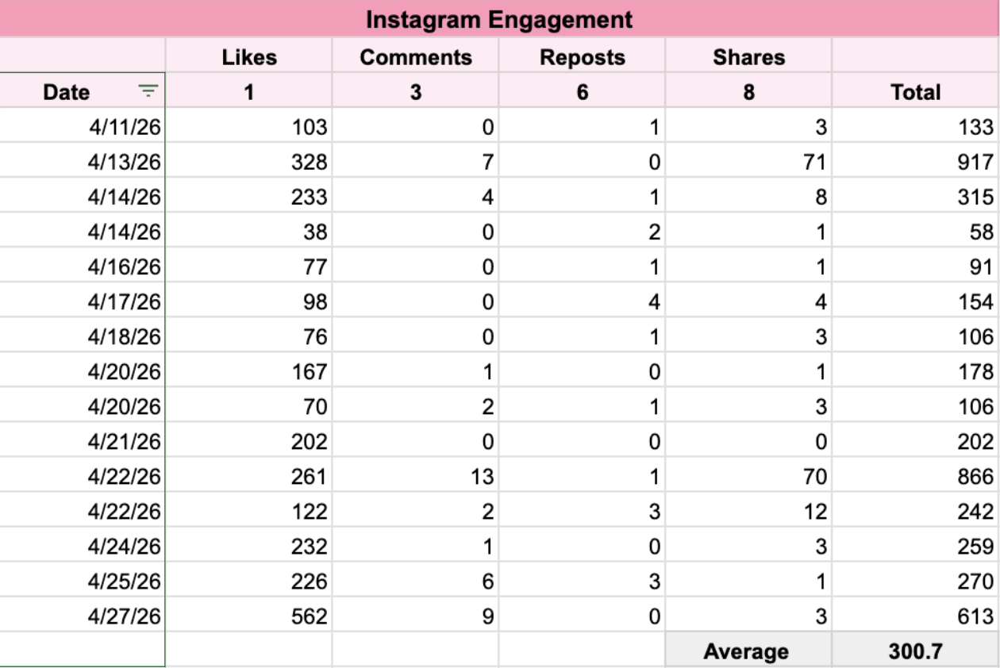 Instagram Engagement
Likes Comments Reposts Shares
Date 1 3 6 8 Total
4/11/26 103 0 1 3 133
4/13/26 328 7 0 71 917
4/14/26 233 4 1 8 315
4/14/26 38 0 2 1 58
4/16/26 77 0 1 1 91
4/17/26 98 0 4 4 154
4/18/26 76 0 1 3 106
4/20/26 167 1 0 1 178
4/20/26 70 2 1 3 106
4/21/26 202 0 0 0 202
4/22/26 261 13 1 70 866
4/22/26 122 2 3 12 242
4/24/26 232 1 0 3 259
4/25/26 226 6 3 1 270
4/27/26 562 9 0 3 613
Average 300.7